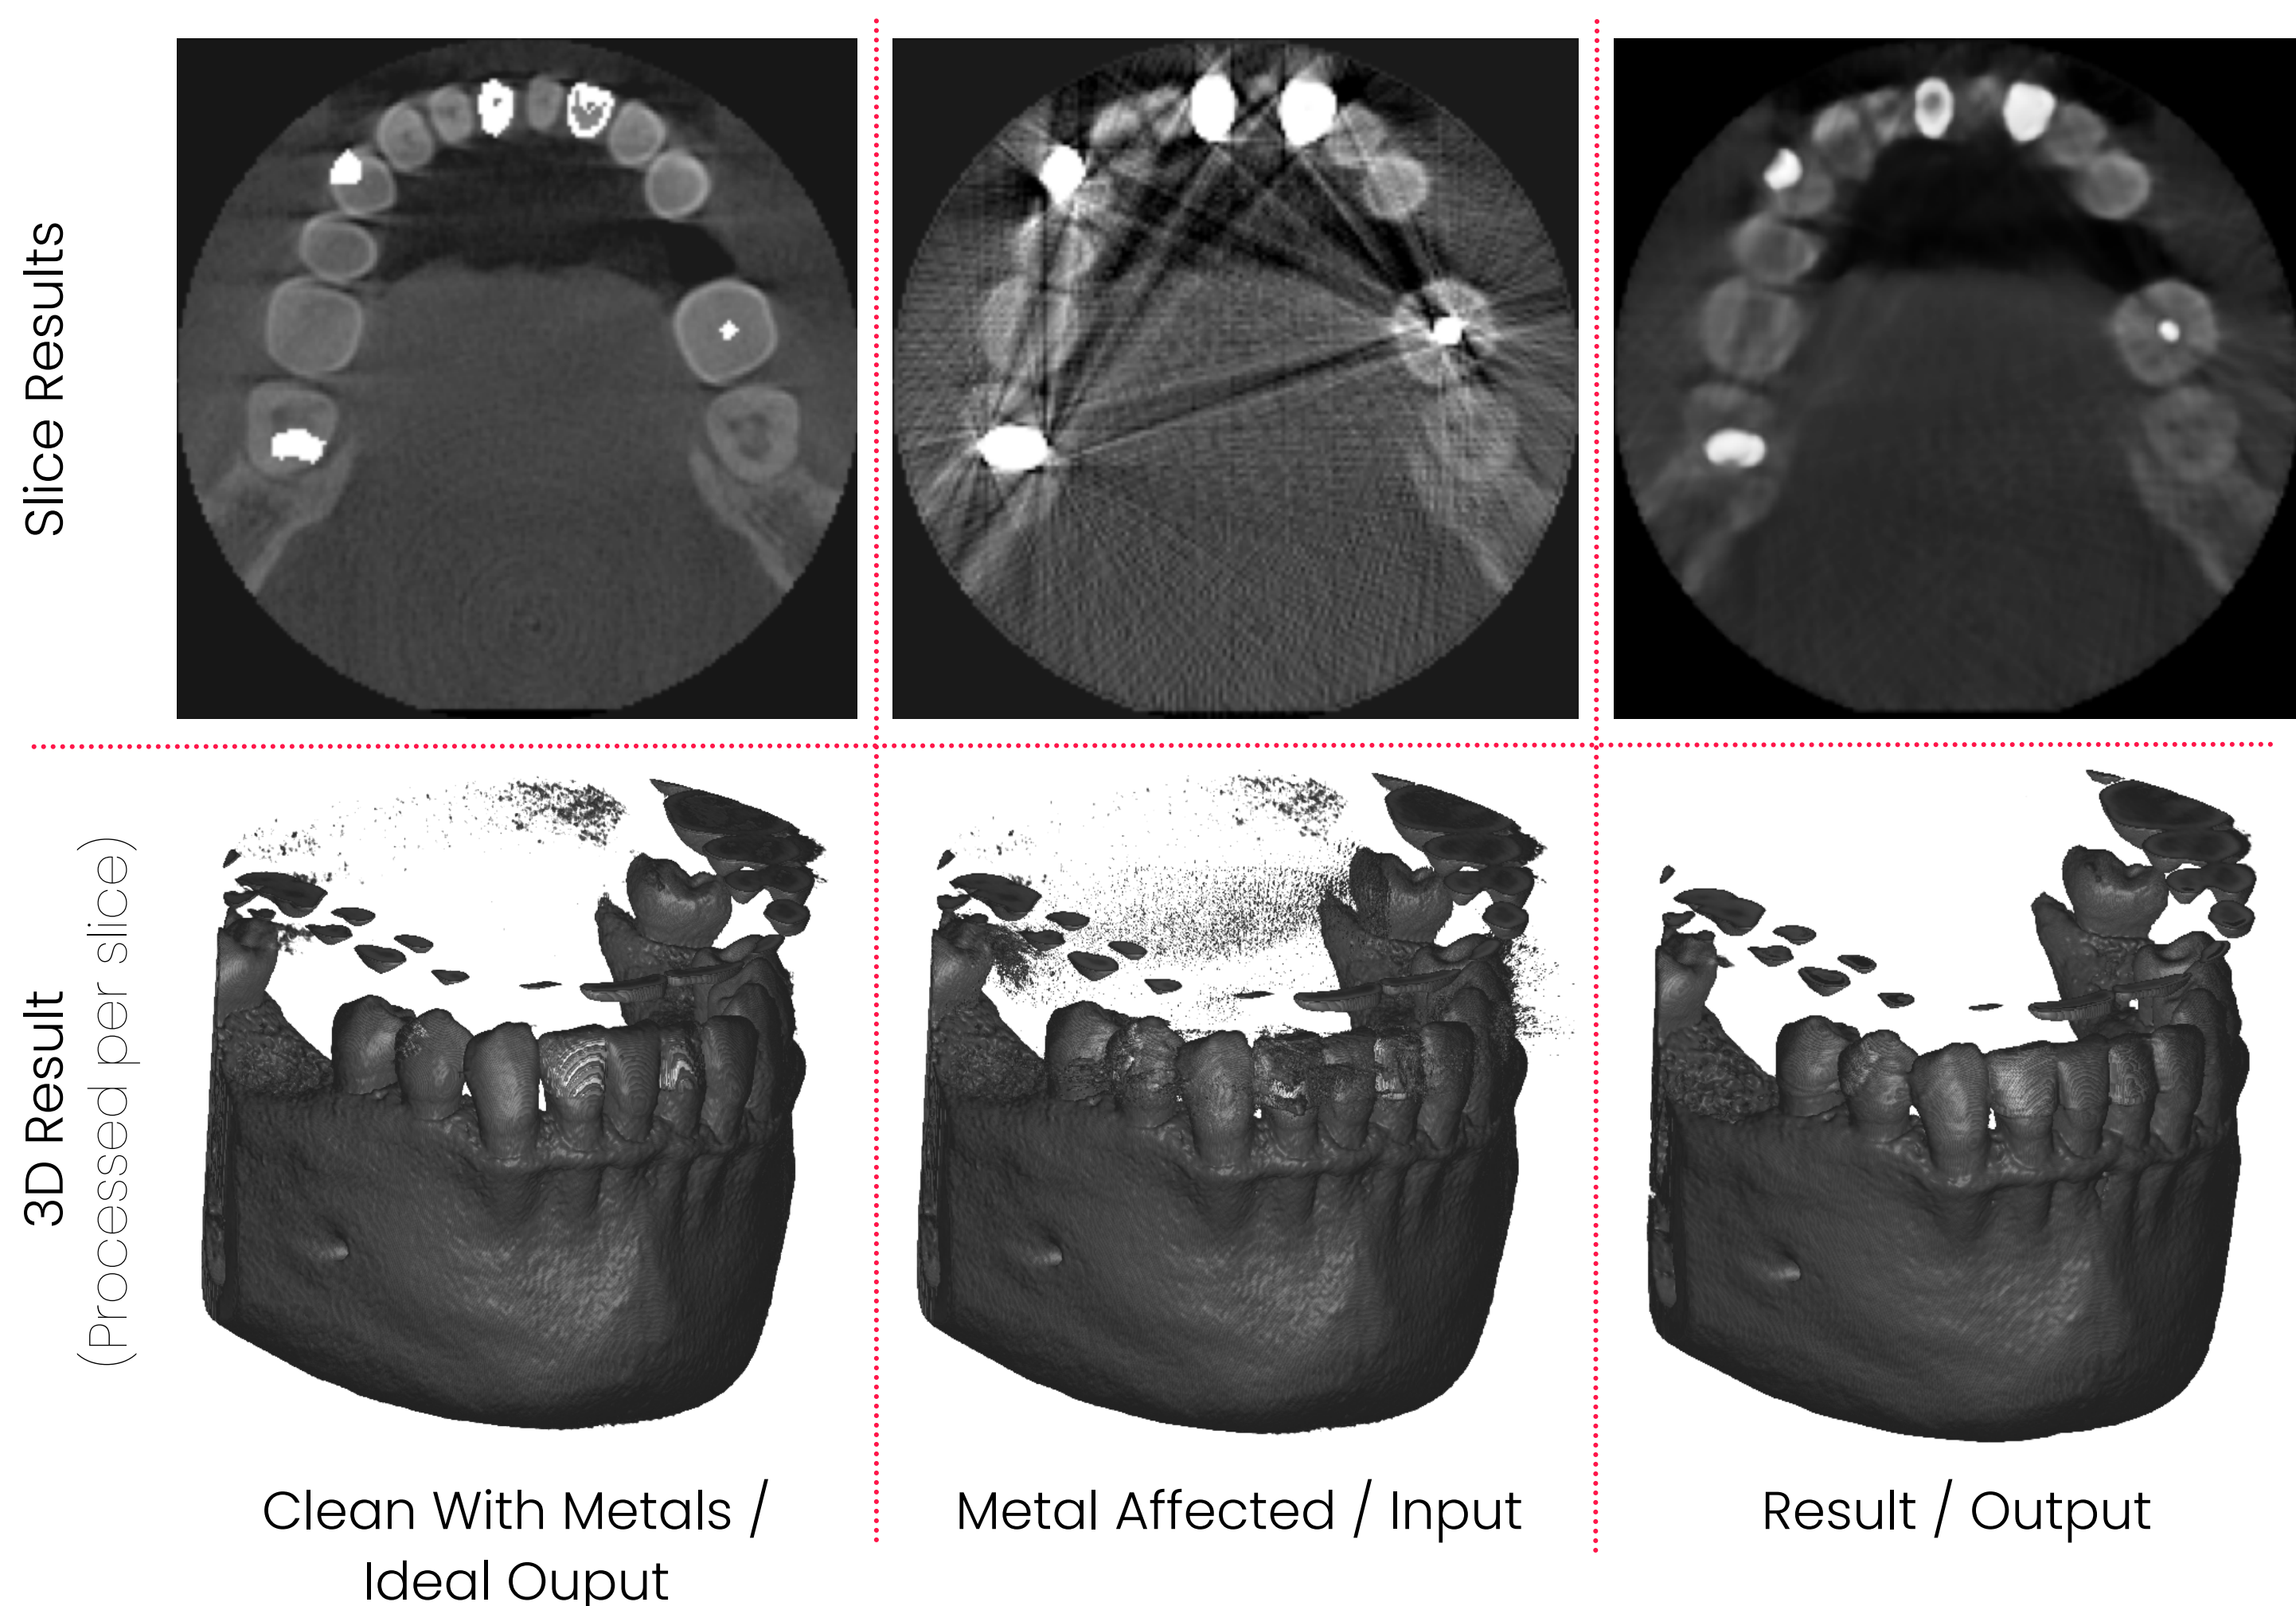 Slice Results
3D Result
(Processed per slice)
Clean With Metals /
Ideal Ouput
Metal Affected / Input
Result / Output